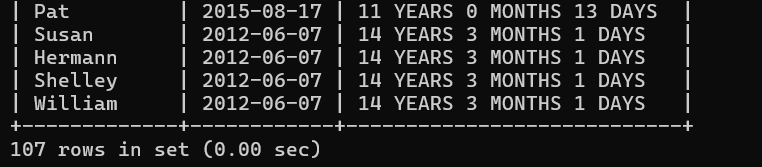 | Pat         | 2015-08-17 | 11 YEARS 0 MONTHS 13 DAYS  |
| Susan       | 2012-06-07 | 14 YEARS 3 MONTHS 1 DAYS   |
| Hermann     | 2012-06-07 | 14 YEARS 3 MONTHS 1 DAYS   |
| Shelley     | 2012-06-07 | 14 YEARS 3 MONTHS 1 DAYS   |
| William     | 2012-06-07 | 14 YEARS 3 MONTHS 1 DAYS   |
+-------------+------------+----------------------------+
107 rows in set (0.00 sec)